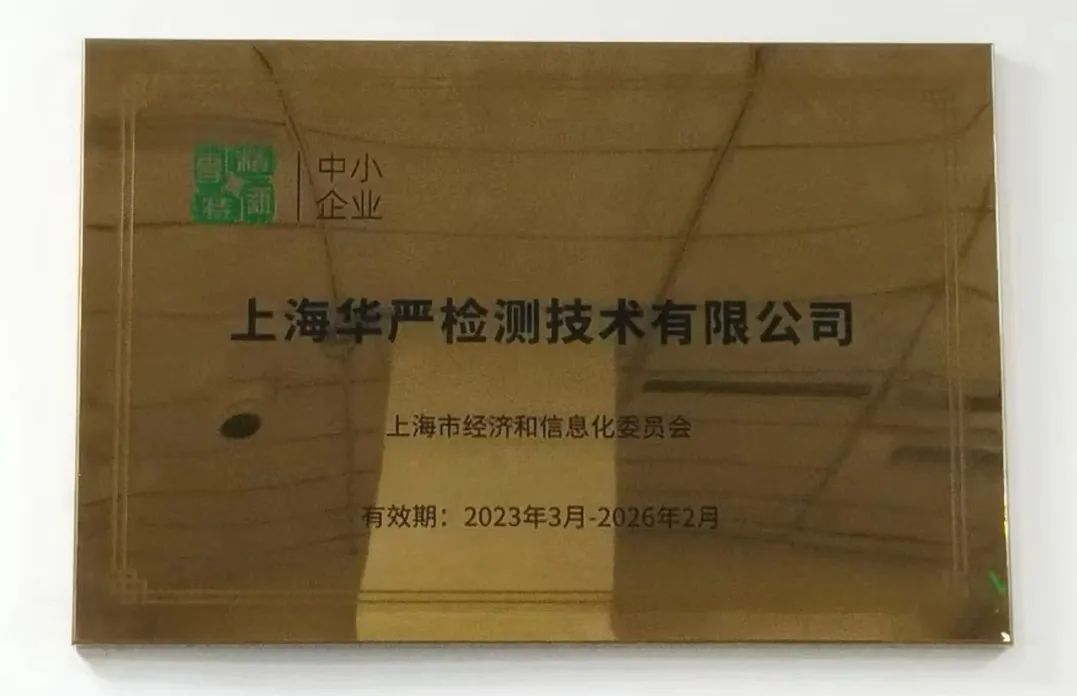 专精特新
中小
企业
上海华严检测技术有限公司
上海市经济和信息化委员会
有效期：2023年3月-2026年2月